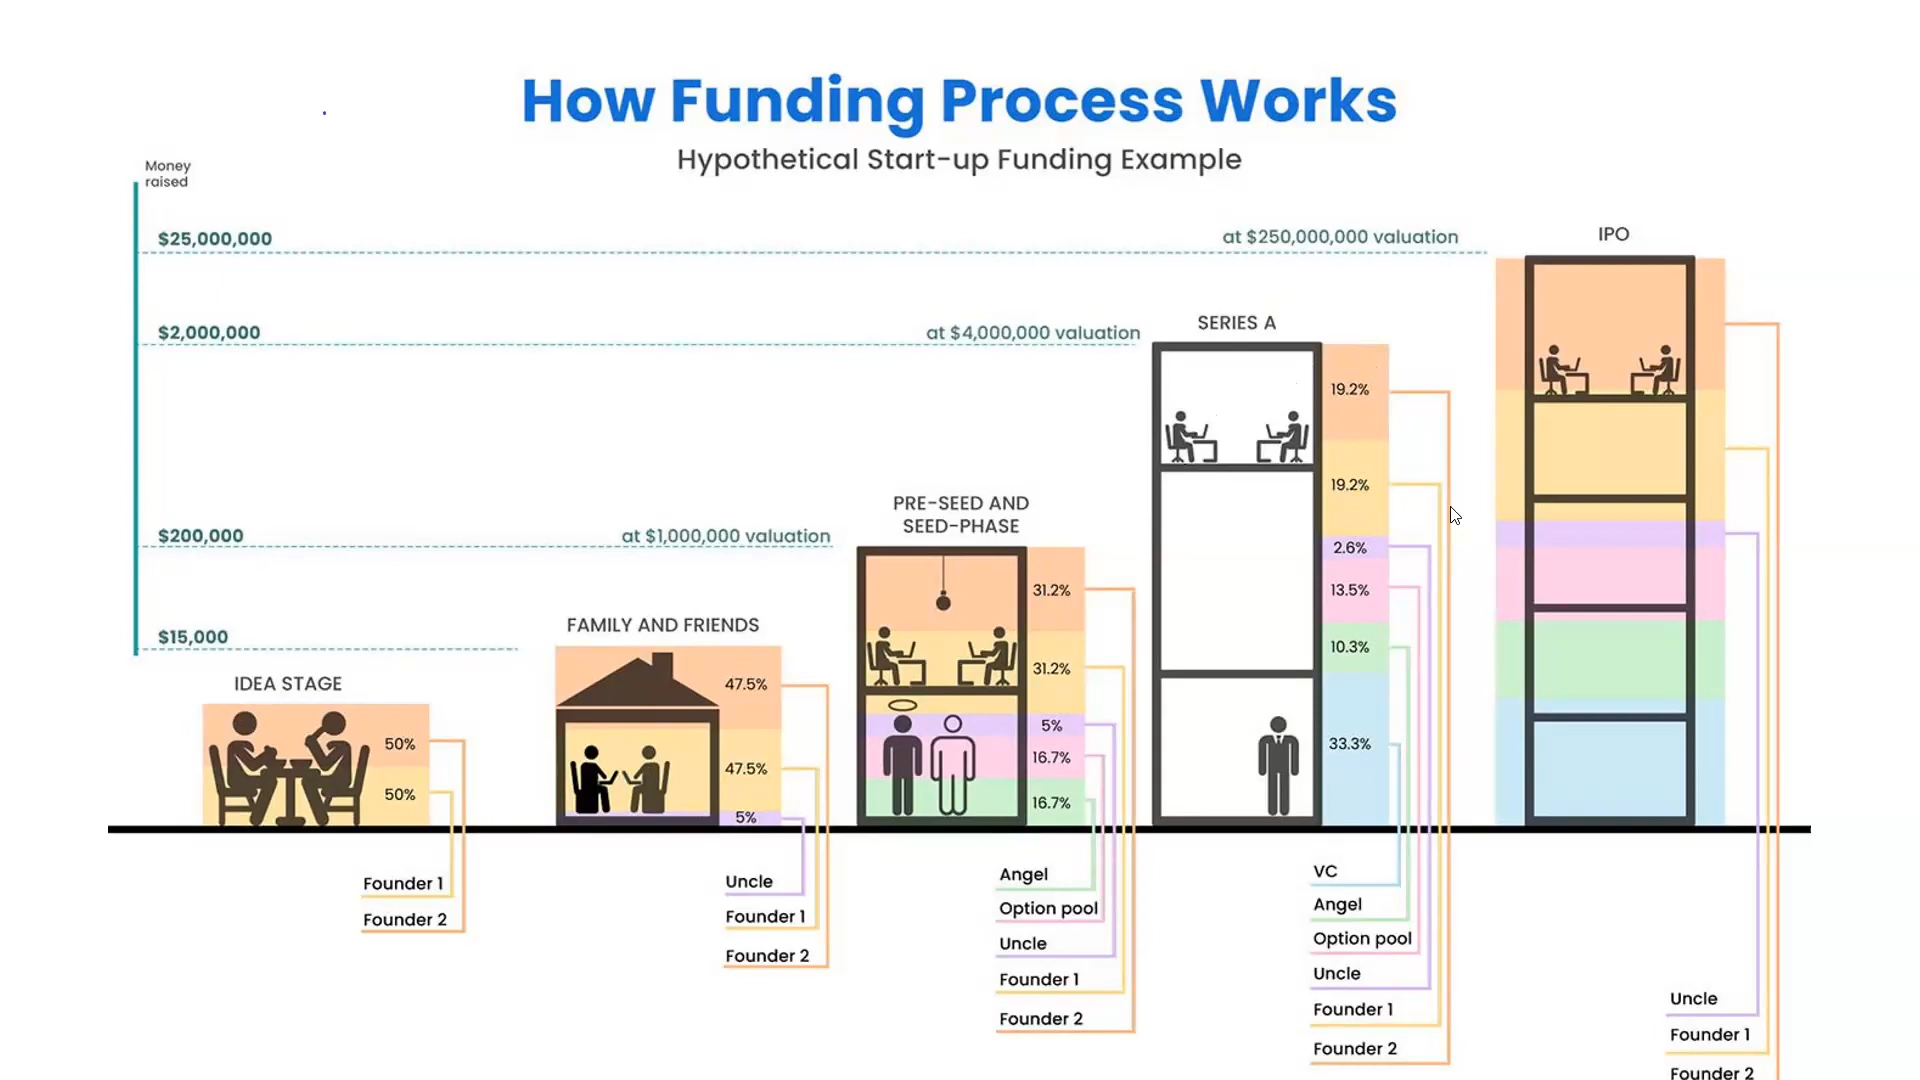 How Funding Process Works
Hypothetical Start-up Funding Example
Money
raised
$25,000,000
at $250,000,000 valuation
IPO
$2,000,000
at $4,000,000 valuation
SERIES A
19.2%
19.2%
2.6%
13.5%
10.3%
33.3%
PRE-SEED AND
SEED-PHASE
$200,000
at $1,000,000 valuation
31.2%
31.2%
5%
16.7%
16.7%
FAMILY AND FRIENDS
47.5%
47.5%
5%
$15,000
IDEA STAGE
50%
50%
Founder 1
Founder 2
Uncle
Founder 1
Founder 2
Angel
Option pool
Uncle
Founder 1
Founder 2
VC
Angel
Option pool
Uncle
Founder 1
Founder 2
Uncle
Founder 1
Founder 2